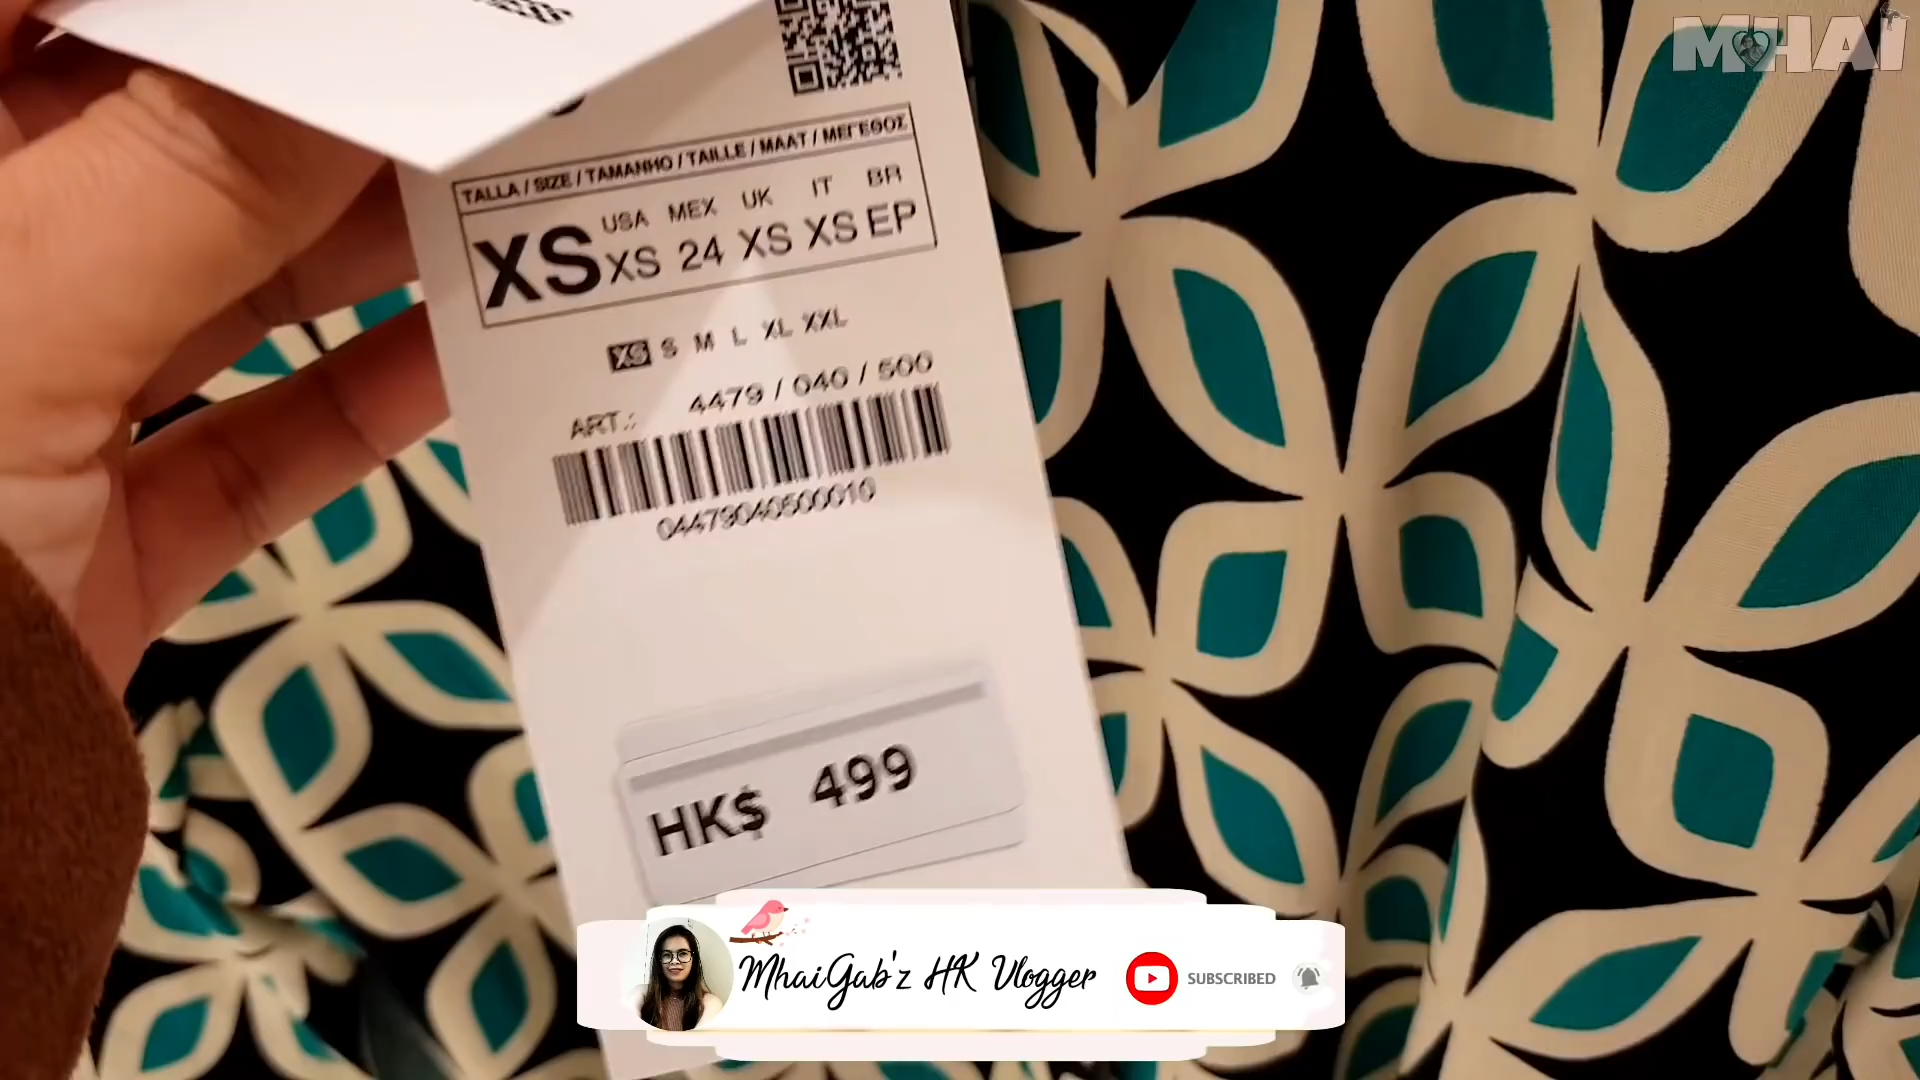 MHAI
TALLA / SIZE / TAMANHO / TAILLE / MAAT / ΜΕΓΕΘΟΣ
USA MEX UK IT BR
XS XS 24 XS XS EP
XS S M L XL XXL
ART.: 4479 / 040 / 500
04479040500010
HK$ 499
MhaiGab'z HK Vlogger
SUBSCRIBED